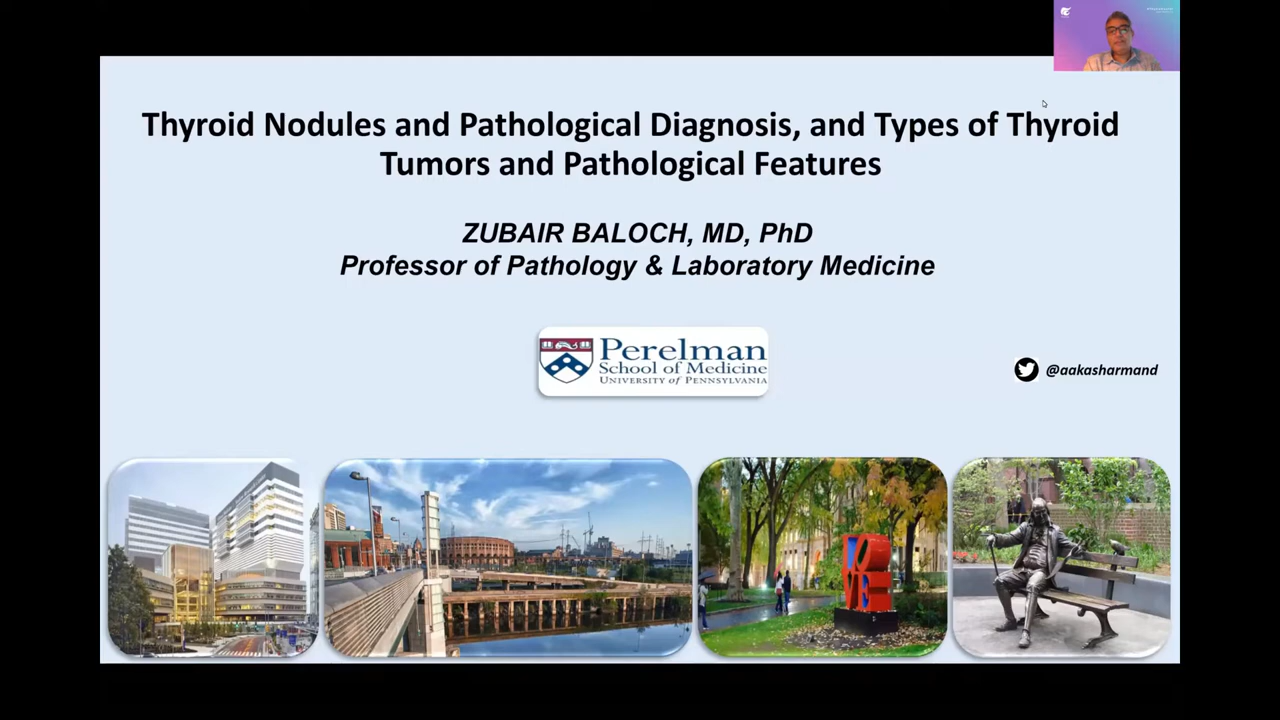 Thyroid Nodules and Pathological Diagnosis, and Types of Thyroid
Tumors and Pathological Features
ZUBAIR BALOCH, MD, PhD
Professor of Pathology & Laboratory Medicine
Perelman
School of Medicine
UNIVERSITY of PENNSYLVANIA
@aakasharmand
LOVE